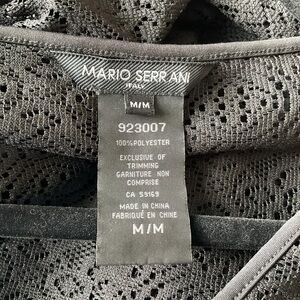 MARIO SERRANI
ITALY
M/M
923007
100% POLYESTER
EXCLUSIVE OF
TRIMMING
GARNITURE NON
COMPRISE
CA 59169
MADE IN CHINA
FABRIQUÉ EN CHINE
M/M